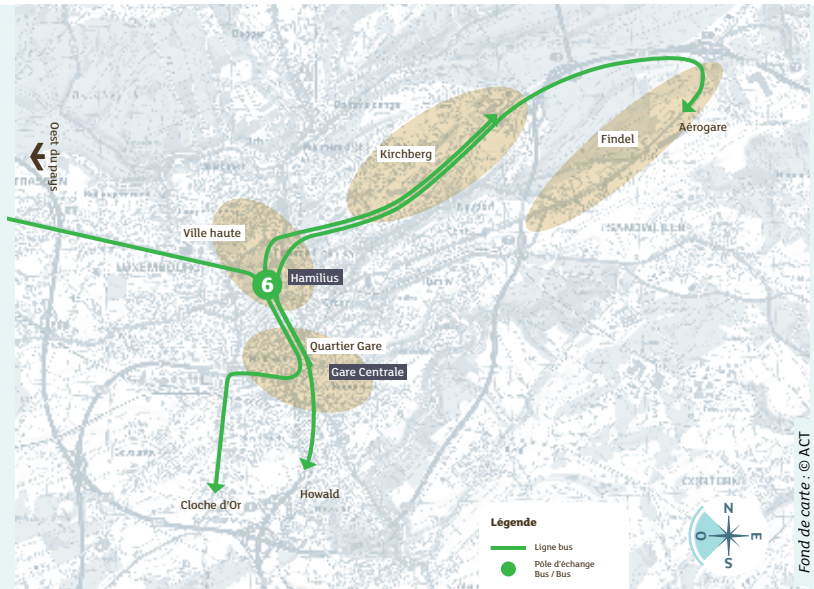 Oest du pays
Kirchberg
Findel
Aérogare
Ville haute
6
Hamilius
Quartier Gare
Gare Centrale
Cloche d'Or
Howald
Légende
Ligne bus
Pôle d'échange
Bus / Bus
N
O
E
S
Fond de carte : © ACT
LUXEMBOURG